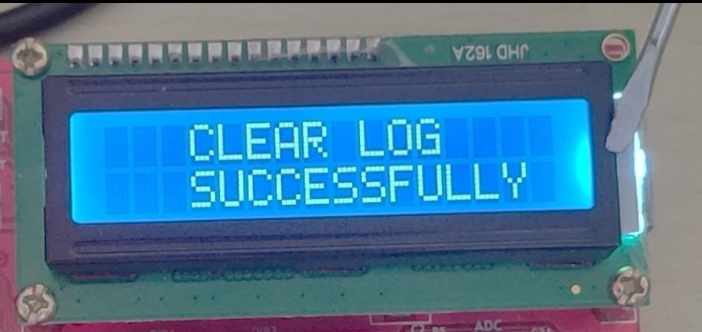 JHD 162A
CLEAR LOG
SUCCESSFULLY
ADC